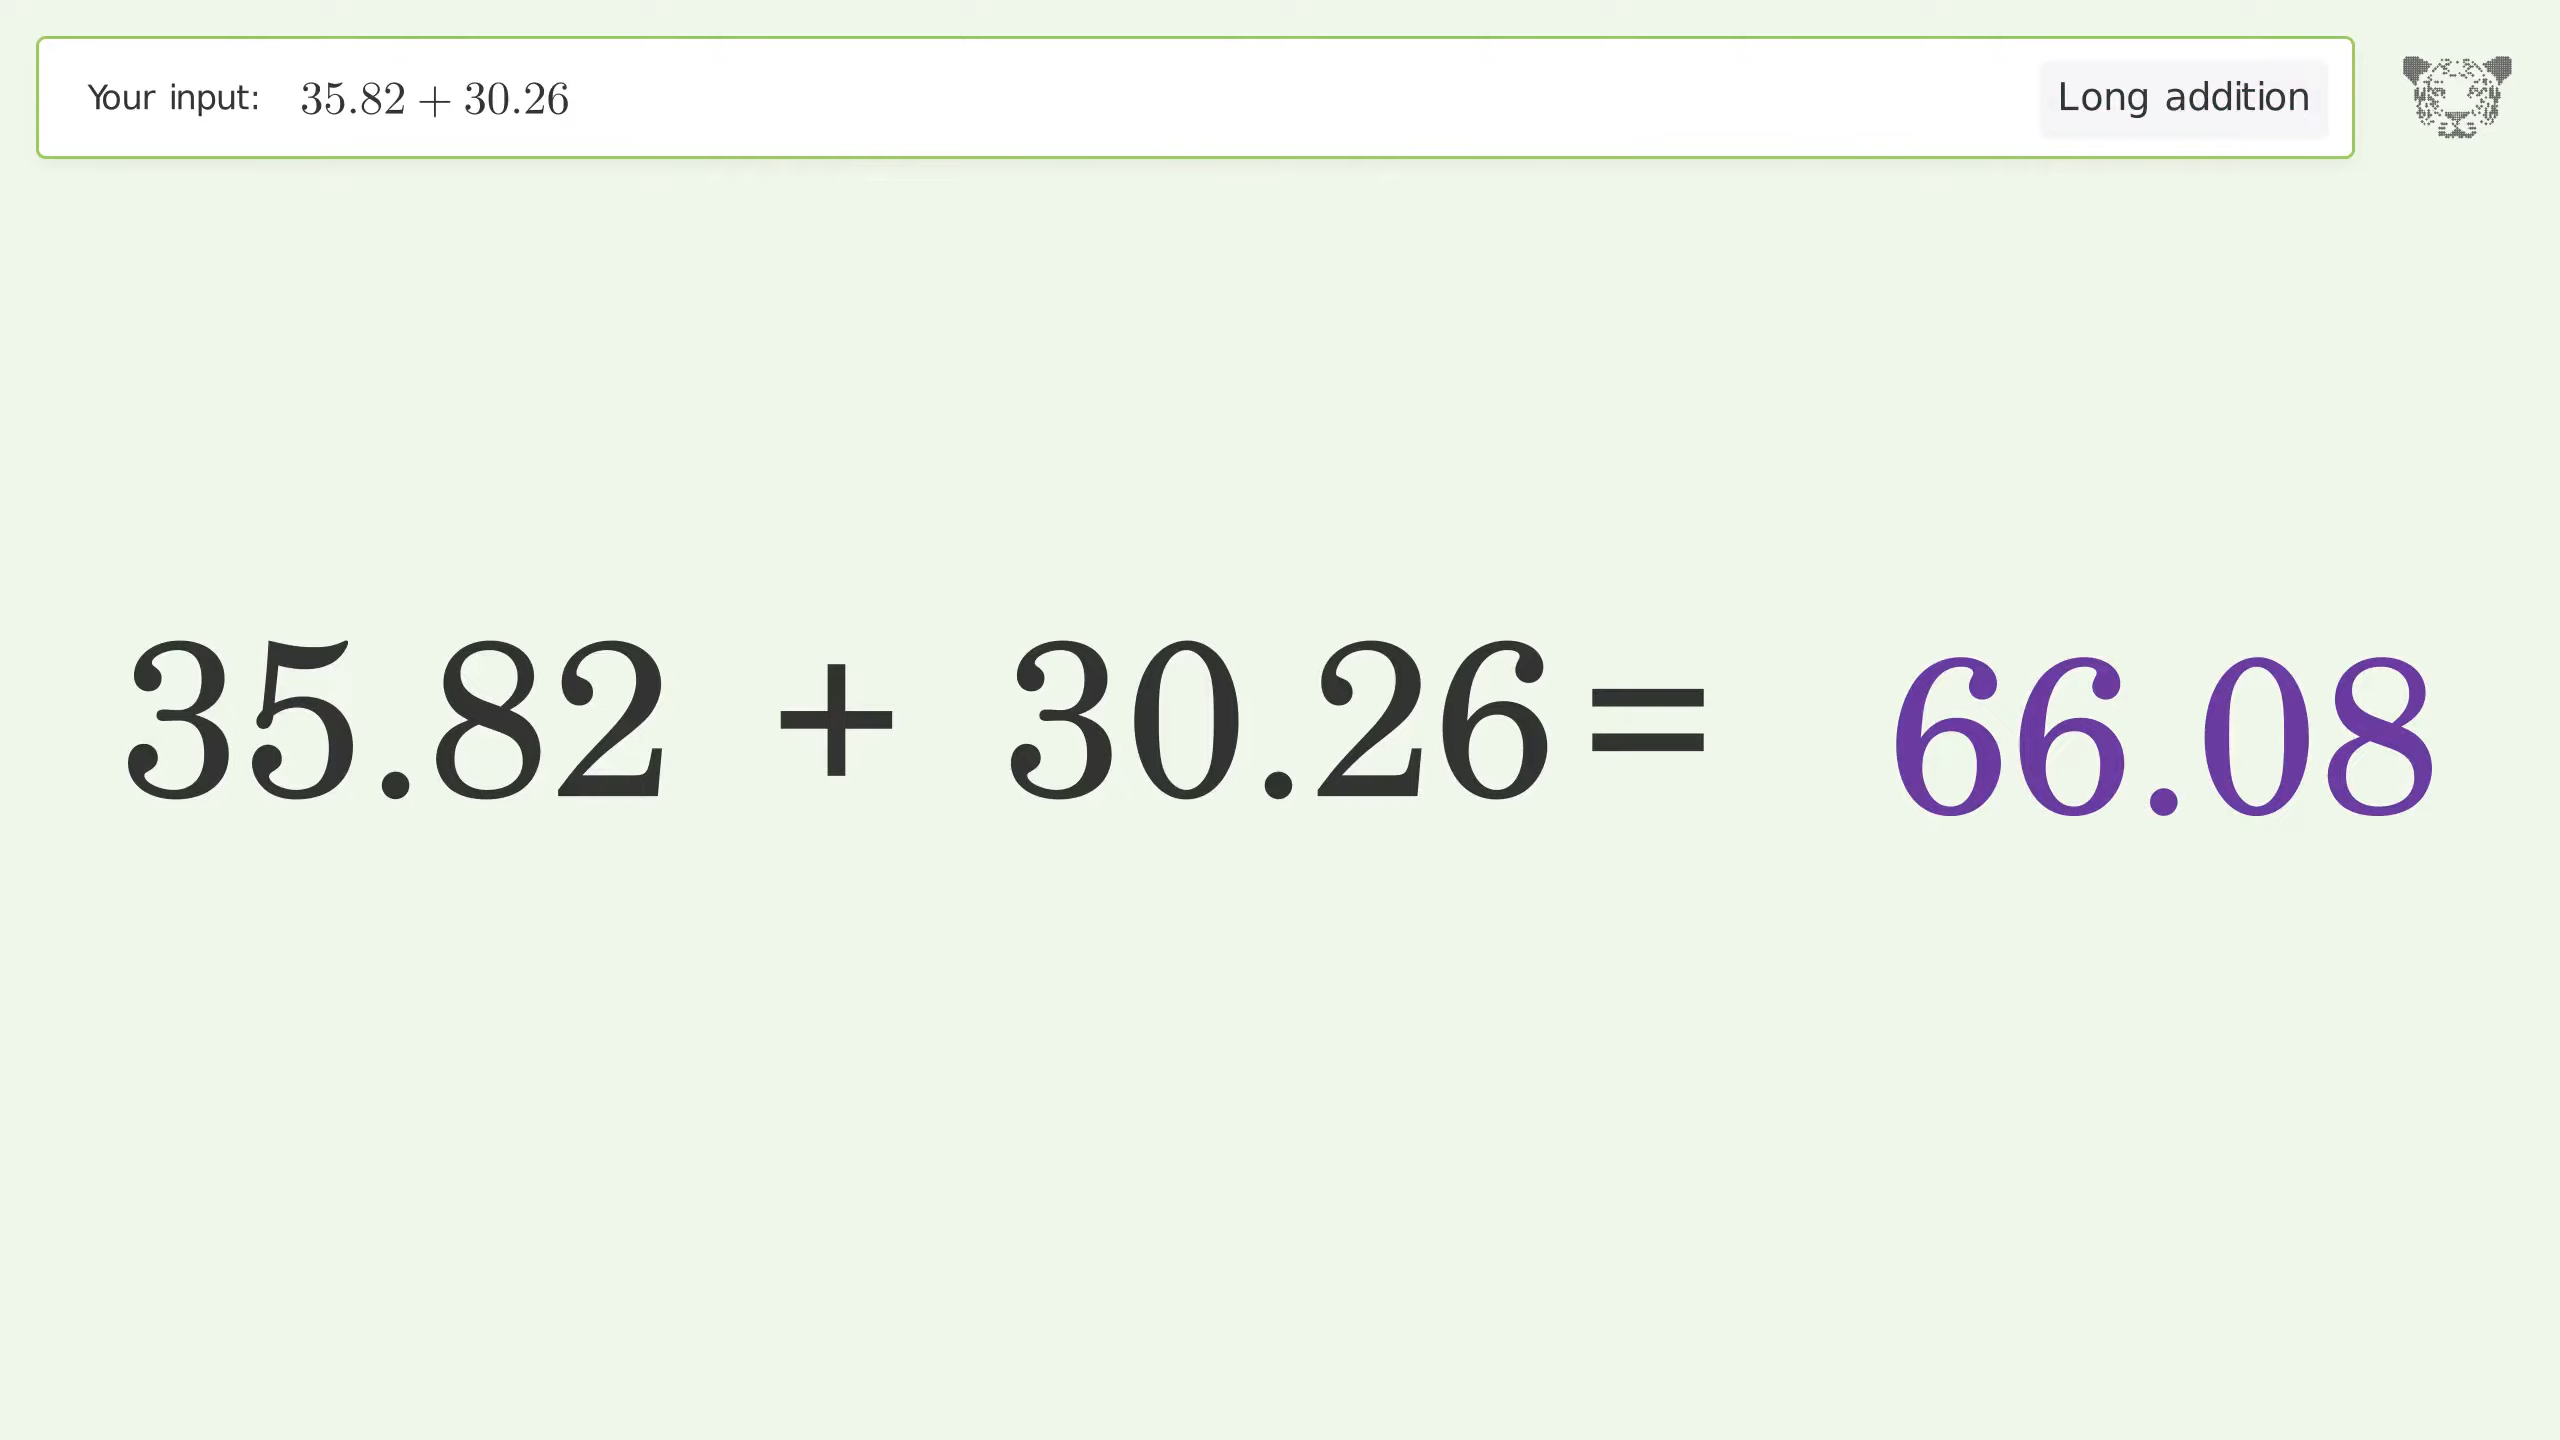 Your input: 35.82 + 30.26 Long addition
35.82 + 30.26 = 66.08